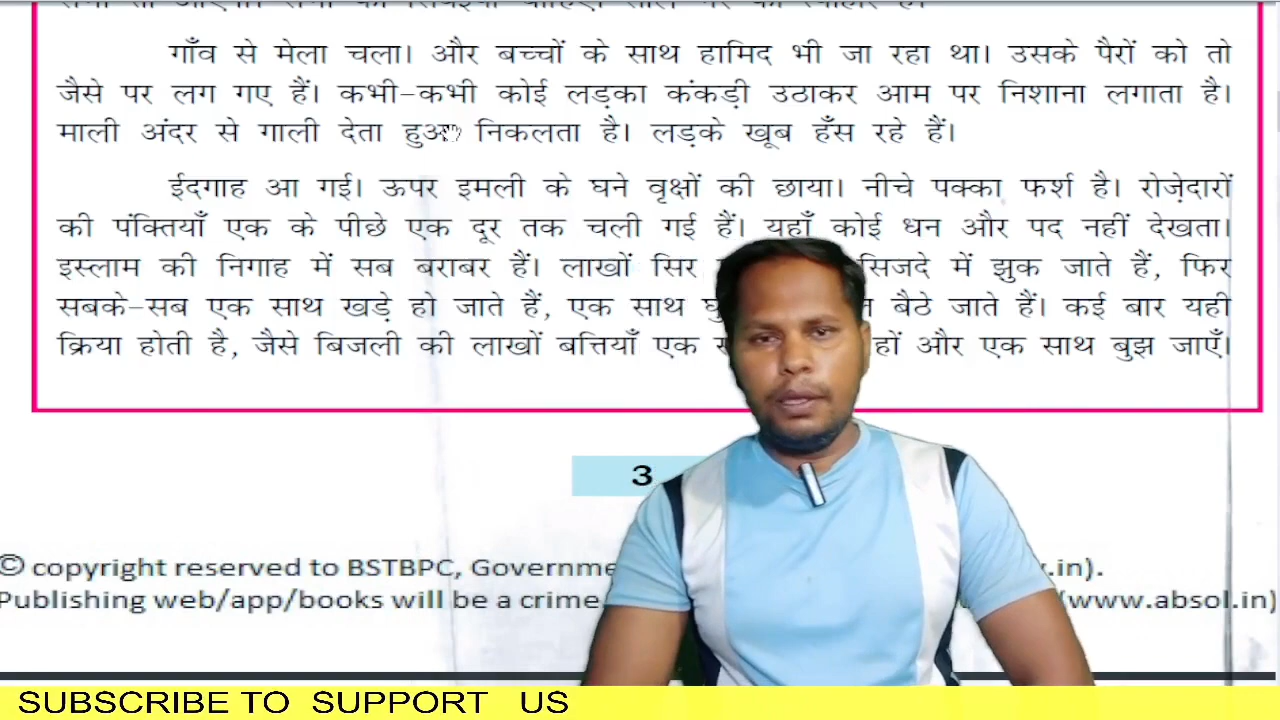 गाँव से मेला चला। और बच्चों के साथ हामिद भी जा रहा था। उसके पैरों को तो
जैसे पर लग गए हैं। कभी-कभी कोई लड़का कंकड़ी उठाकर आम पर निशाना लगाता है।
माली अंदर से गाली देता हुआ निकलता है। लड़के खूब हँस रहे हैं।
ईदगाह आ गई। ऊपर इमली के घने वृक्षों की छाया। नीचे पक्का फर्श है। रोज़ेदारों
की पंक्तियाँ एक के पीछे एक दूर तक चली गई हैं। यहाँ कोई धन और पद नहीं देखता।
इस्लाम की निगाह में सब बराबर हैं। लाखों सिर सिजदे में झुक जाते हैं, फिर
सबके-सब एक साथ खड़े हो जाते हैं, एक साथ बैठे जाते हैं। कई बार यही
क्रिया होती है, जैसे बिजली की लाखों बत्तियाँ एक हों और एक साथ बुझ जाएँ।
3
© copyright reserved to BSTBPC, .in).
Publishing web/app/books will be a crime (www.absol.in)
SUBSCRIBE TO SUPPORT US